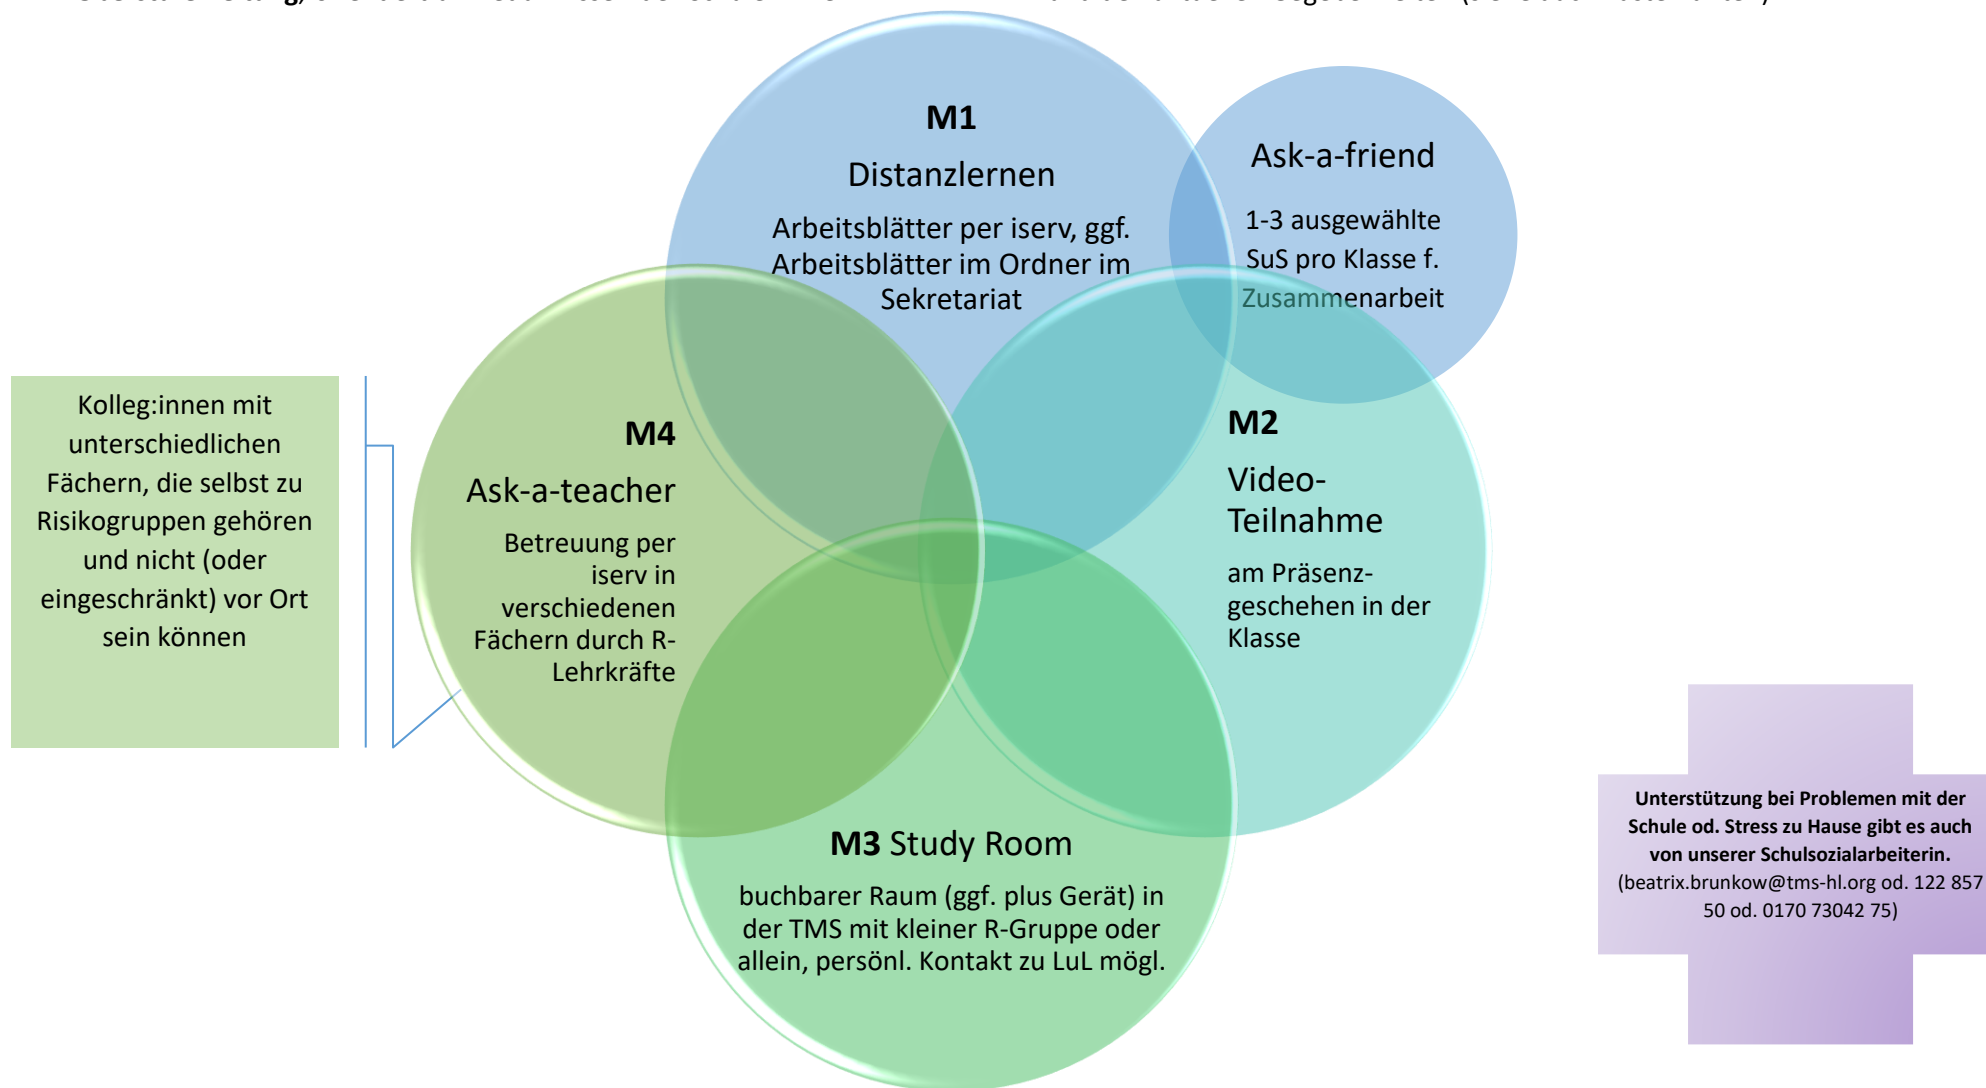 M1
Distanzlernen
Arbeitsblätter per iserv, ggf.
Arbeitsblätter im Ordner im
Sekretariat
Ask-a-friend
1-3 ausgewählte
SuS pro Klasse f.
Zusammenarbeit
Kolleg:innen mit
unterschiedlichen
Fächern, die selbst zu
Risikogruppen gehören
und nicht (oder
eingeschränkt) vor Ort
sein können
M4
Ask-a-teacher
Betreuung per
iserv in
verschiedenen
Fächern durch R-
Lehrkräfte
M2
Video-
Teilnahme
am Präsenz-
geschehen in der
Klasse
M3 Study Room
buchbarer Raum (ggf. plus Gerät) in
der TMS mit kleiner R-Gruppe oder
allein, persönl. Kontakt zu LuL mögl.
Unterstützung bei Problemen mit der
Schule od. Stress zu Hause gibt es auch
von unserer Schulsozialarbeiterin.
(beatrix.brunkow@tms-hl.org od. 122 857
50 od. 0170 73042 75)